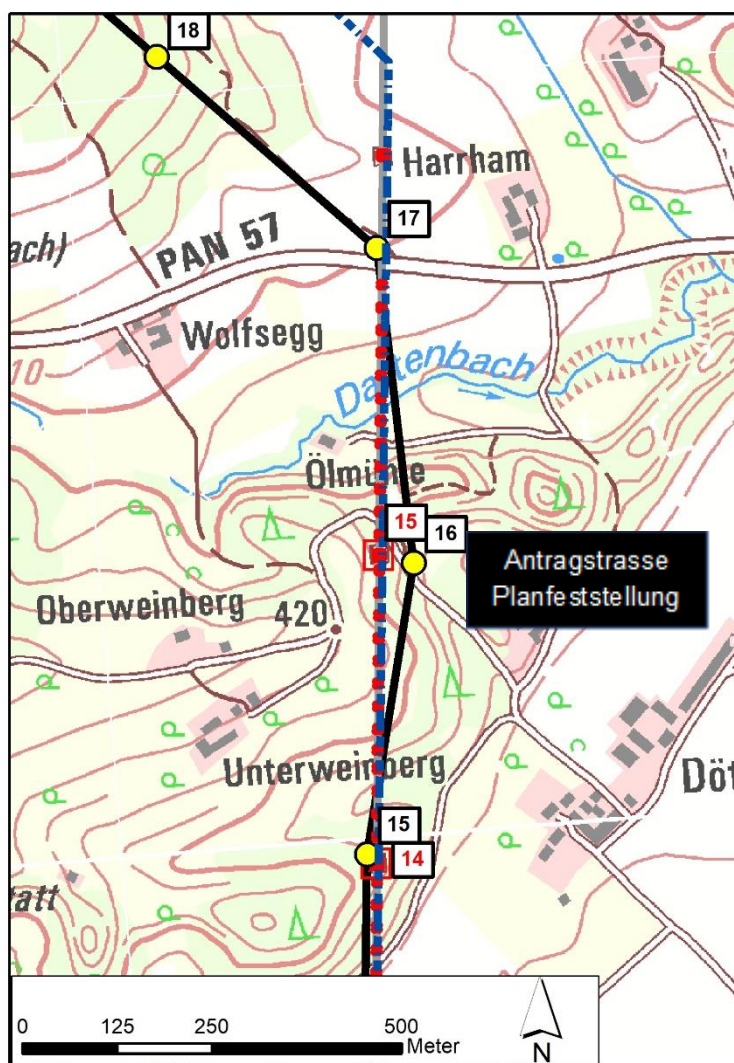 18
Harrham
17
ach)
PAN 57
Wolfsegg
10
Dattenbach
Ölmühle
15
16
Antragstrasse
Planfeststellung
Oberweinberg
420
Unterweinberg
15
14
Döt
tatt
0 125 250 500
Meter
N